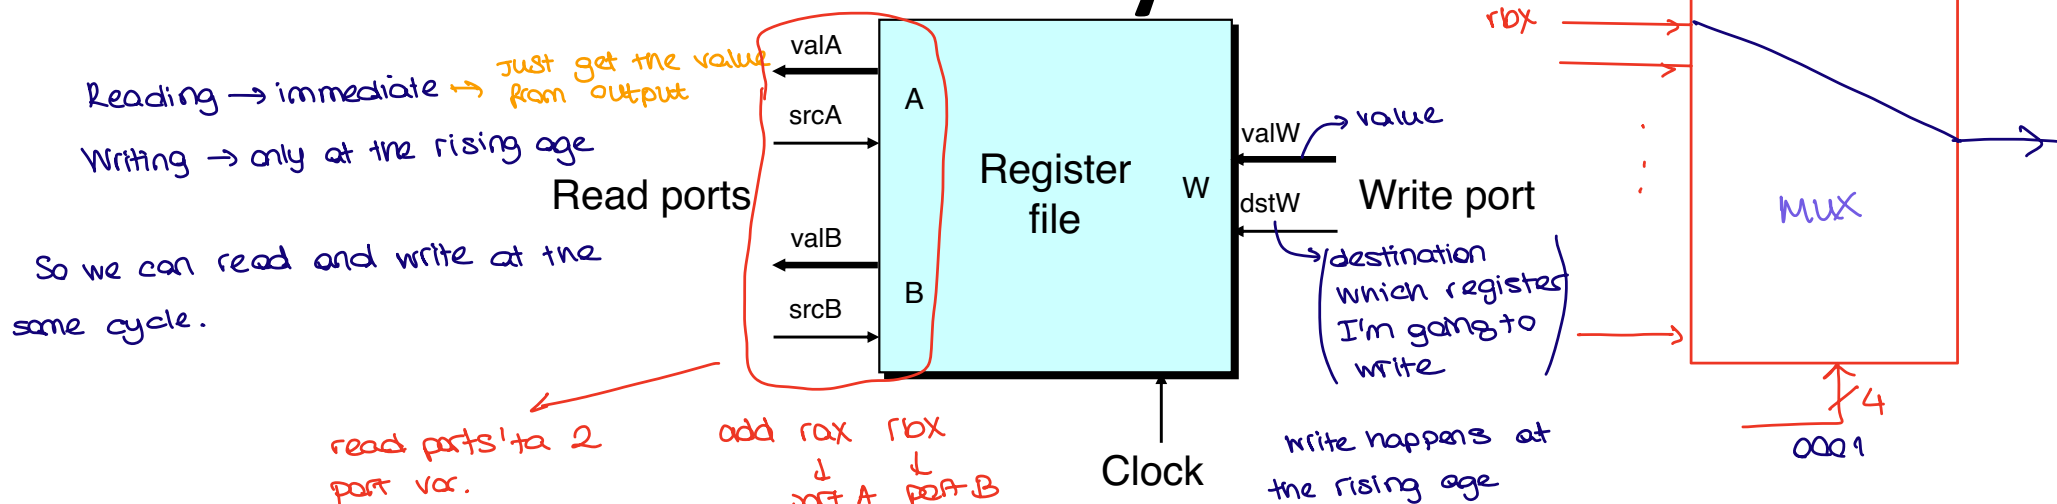 rbx
valA
Just get the value
Reading → immediate → from output
A
srcA
valW → value
Writing → only at the rising age
Register
file
W
Read ports
dstW
Write port
MUX
valB
So we can read and write at the
destination
B
which register
srcB
same cycle.
I'm going to
write
4
read ports'ta 2
add rax rbx
write happens at
0001
port var.
port A port B
Clock
the rising age